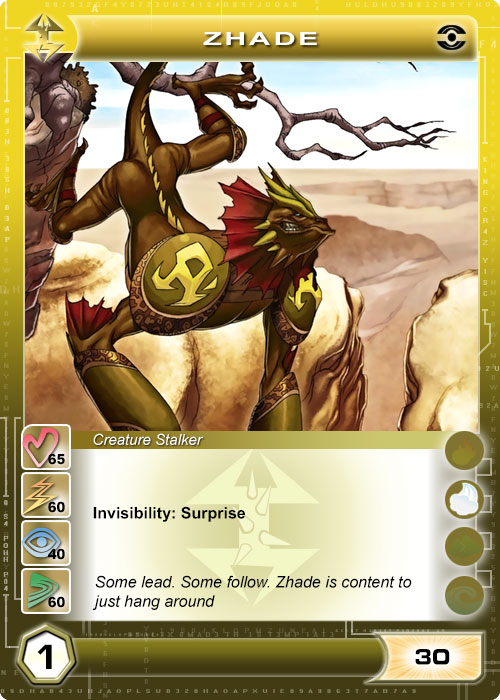 ZHADE
Creature Stalker
65
60
40
60
Invisibility: Surprise
Some lead. Some follow. Zhade is content to
just hang around
1
30